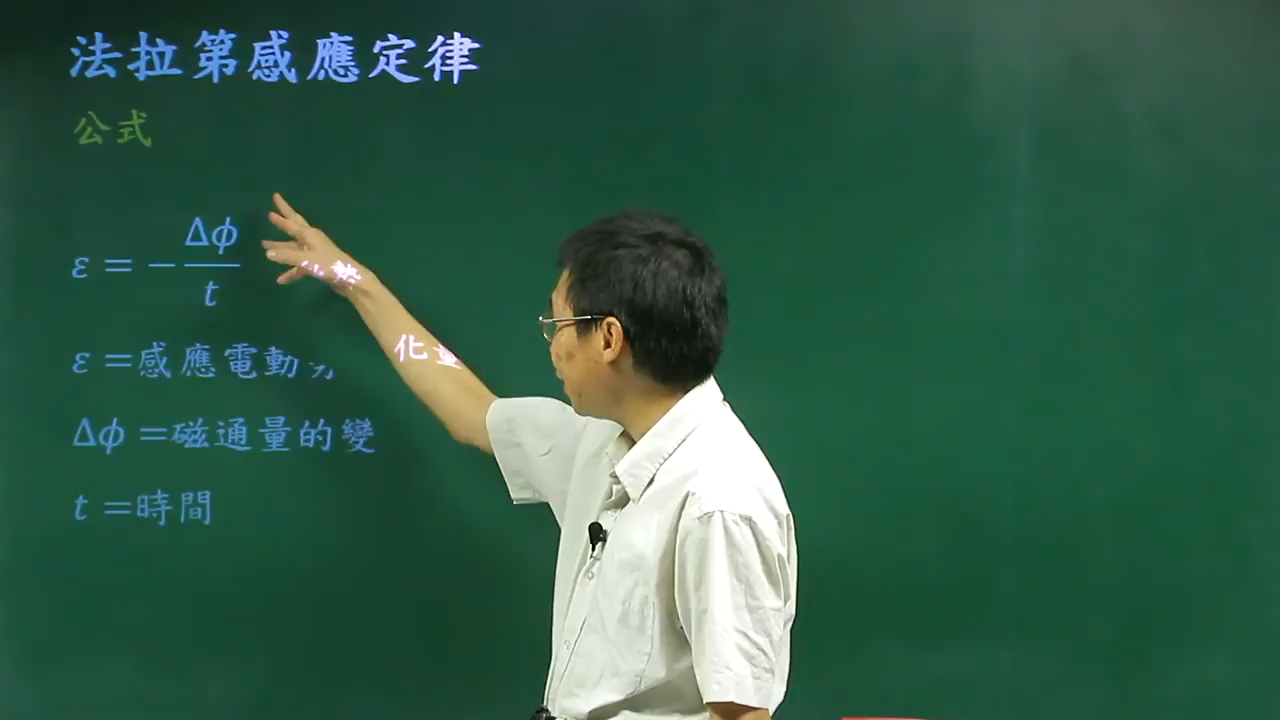 法拉第感應定律
公式
ε = − Δϕ / t
ε =感應電動勢
Δϕ =磁通量的變化量
t =時間